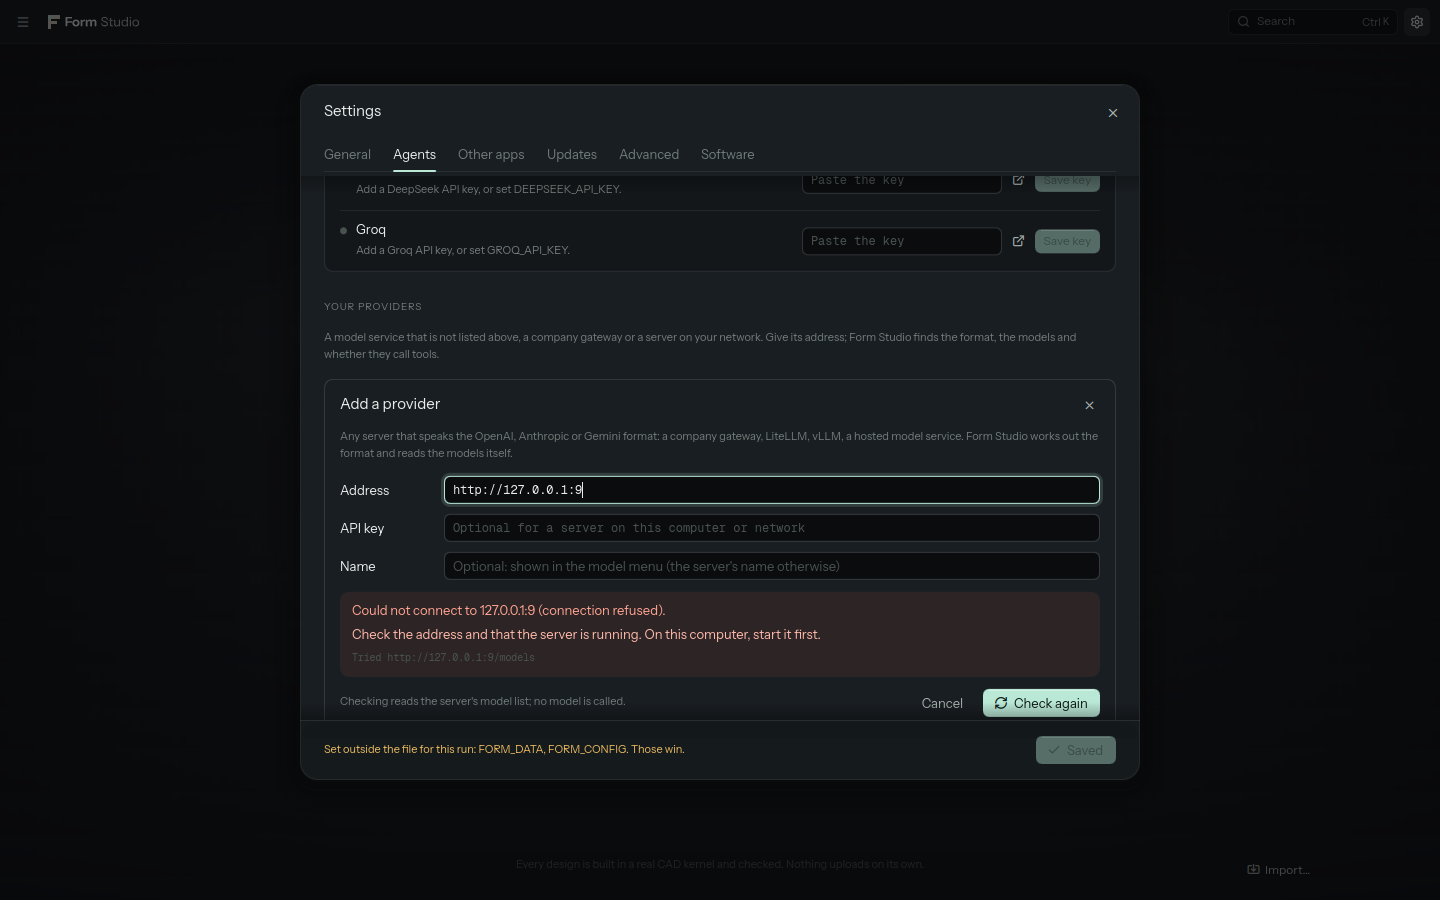 Form Studio
Search
Ctrl K
Settings
General
Agents
Other apps
Updates
Advanced
Software
Add a DeepSeek API key, or set DEEPSEEK_API_KEY.
Paste the key
Save key
Groq
Add a Groq API key, or set GROQ_API_KEY.
Paste the key
Save key
YOUR PROVIDERS
A model service that is not listed above, a company gateway or a server on your network. Give its address; Form Studio finds the format, the models and
whether they call tools.
Add a provider
Any server that speaks the OpenAI, Anthropic or Gemini format: a company gateway, LiteLLM, vLLM, a hosted model service. Form Studio works out the
format and reads the models itself.
Address
http://127.0.0.1:9
API key
Optional for a server on this computer or network
Name
Optional: shown in the model menu (the server's name otherwise)
Could not connect to 127.0.0.1:9 (connection refused).
Check the address and that the server is running. On this computer, start it first.
Tried http://127.0.0.1:9/models
Checking reads the server's model list; no model is called.
Cancel
Check again
Set outside the file for this run: FORM_DATA, FORM_CONFIG. Those win.
Saved
Every design is built in a real CAD kernel and checked. Nothing uploads on its own.
Import...